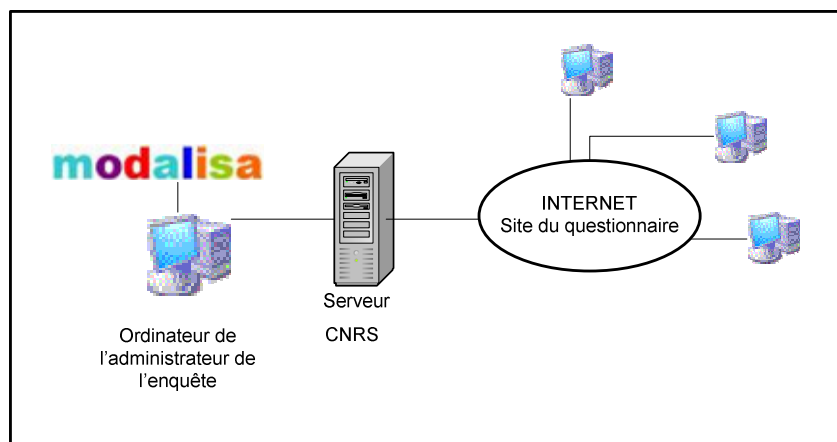 modalisa
INTERNET
Site du questionnaire
Serveur
CNRS
Ordinateur de
l'administrateur de
l'enquête